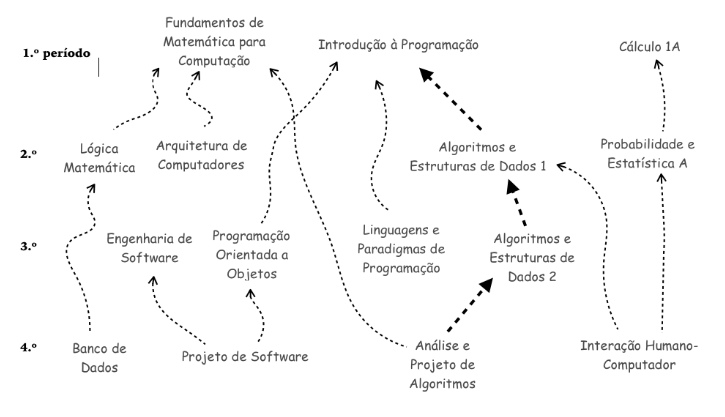 1.º período
Fundamentos de
Matemática para
Computação
Introdução à Programação
Cálculo 1A
2.º
Lógica
Matemática
Arquitetura de
Computadores
Algoritmos e
Estruturas de Dados 1
Probabilidade e
Estatística A
3.º
Engenharia de
Software
Programação
Orientada a
Objetos
Linguagens e
Paradigmas de
Programação
Algoritmos e
Estruturas de
Dados 2
4.º
Banco de
Dados
Projeto de Software
Análise e
Projeto de
Algoritmos
Interação Humano-
Computador